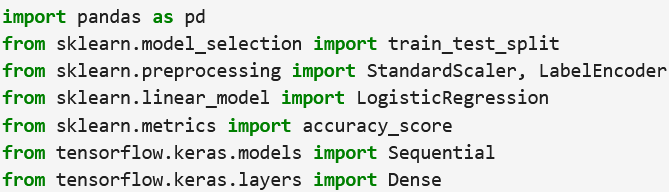 import pandas as pd
from sklearn.model_selection import train_test_split
from sklearn.preprocessing import StandardScaler, LabelEncoder
from sklearn.linear_model import LogisticRegression
from sklearn.metrics import accuracy_score
from tensorflow.keras.models import Sequential
from tensorflow.keras.layers import Dense